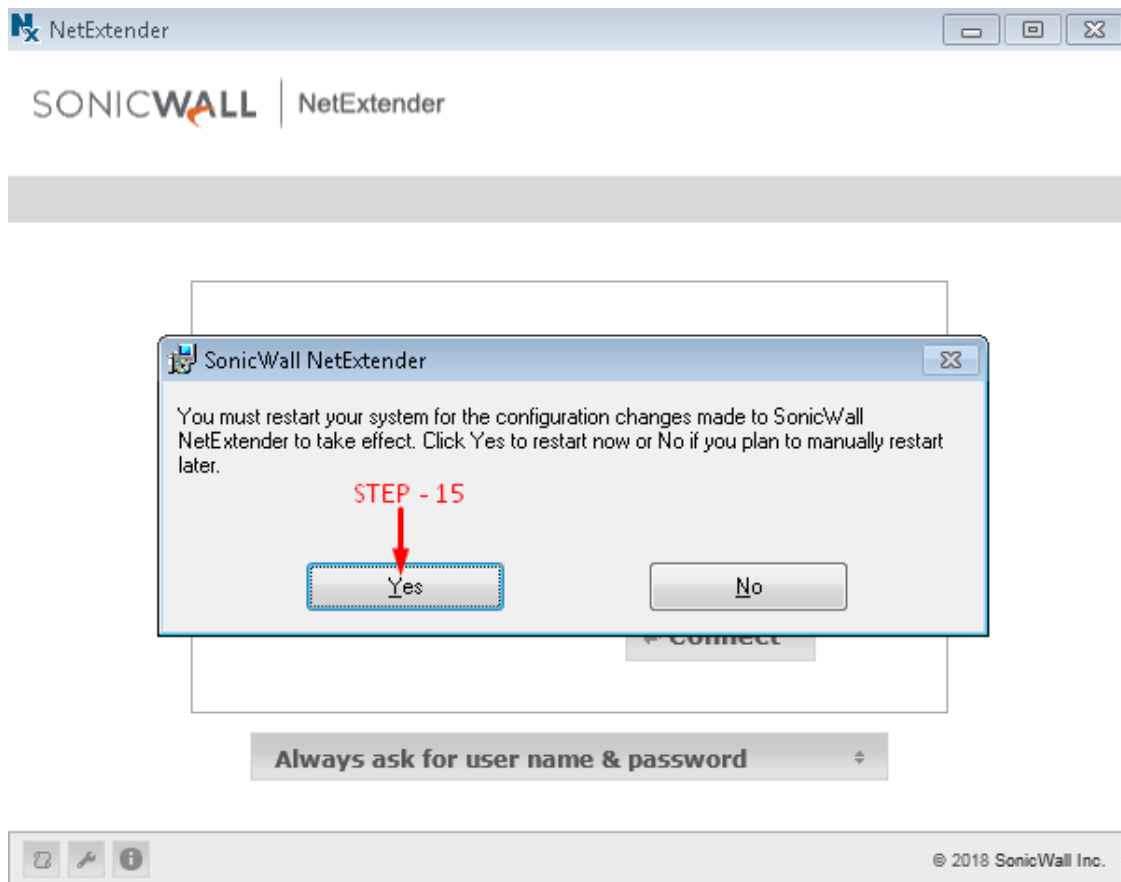 NetExtender
SONICWALL NetExtender
SonicWall NetExtender
You must restart your system for the configuration changes made to SonicWall
NetExtender to take effect. Click Yes to restart now or No if you plan to manually restart
later.
STEP - 15
Yes
No
Connect
Always ask for user name & password
© 2018 SonicWall Inc.